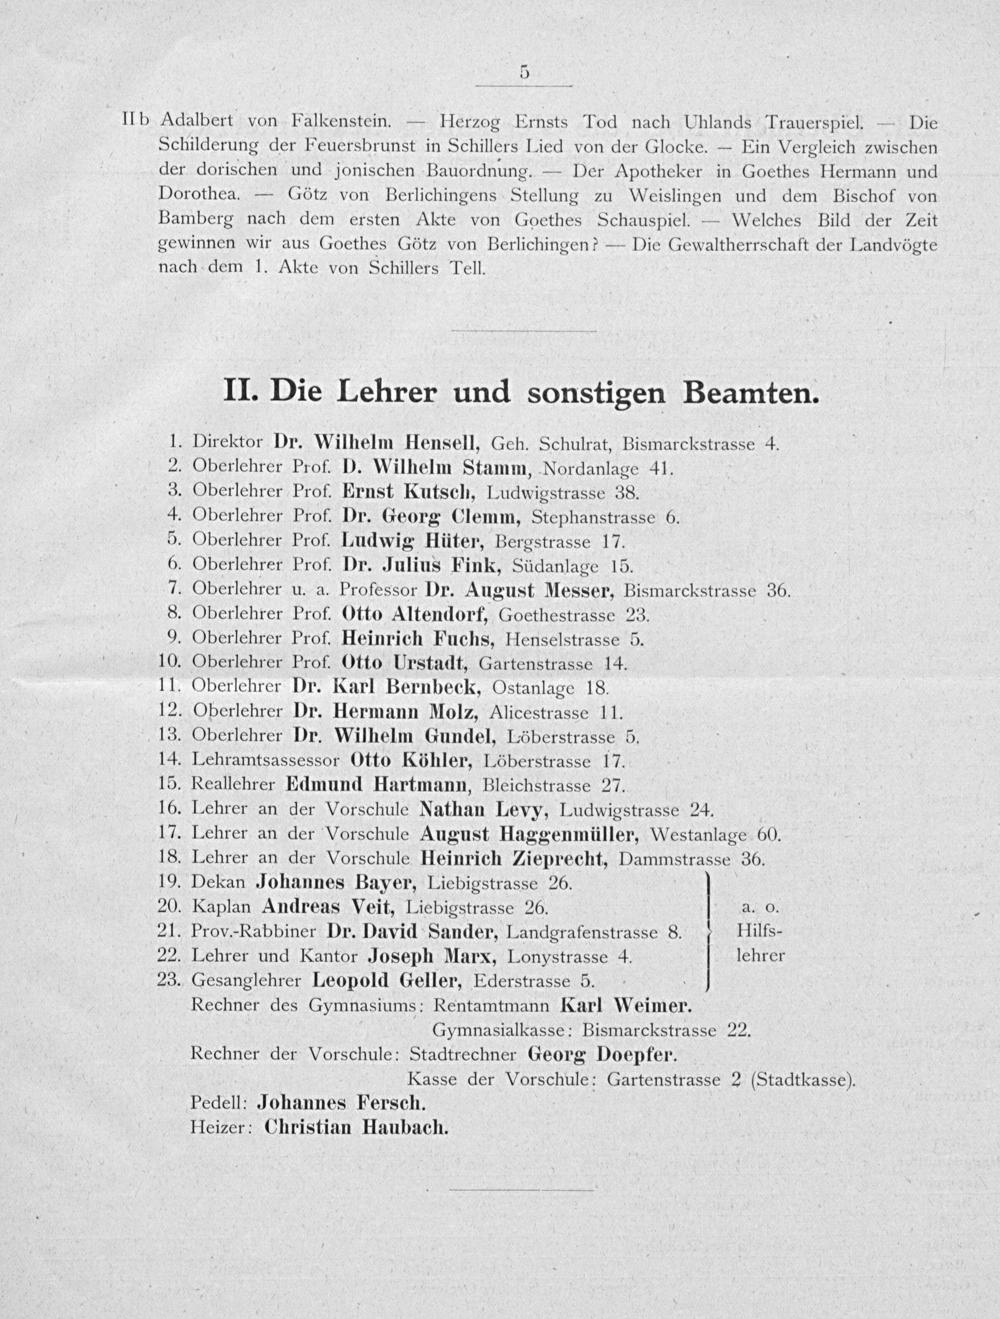 5
IIb Adalbert von Falkenstein. — Herzog Ernsts Tod nach Uhlands Trauerspiel. — Die
Schilderung der Feuersbrunst in Schillers Lied von der Glocke. — Ein Vergleich zwischen
der dorischen und jonischen Bauordnung. — Der Apotheker in Goethes Hermann und
Dorothea. — Götz von Berlichingens Stellung zu Weislingen und dem Bischof von
Bamberg nach dem ersten Akte von Goethes Schauspiel. — Welches Bild der Zeit
gewinnen wir aus Goethes Götz von Berlichingen? — Die Gewaltherrschaft der Landvögte
nach dem 1. Akte von Schillers Tell.
II. Die Lehrer und sonstigen Beamten.
1. Direktor Dr. Wilhelm Hensell, Geh. Schulrat, Bismarckstrasse 4.
2. Oberlehrer Prof. D. Wilhelm Stamm, Nordanlage 41.
3. Oberlehrer Prof. Ernst Kutsch, Ludwigstrasse 38.
4. Oberlehrer Prof. Dr. Georg Clemm, Stephanstrasse 6.
5. Oberlehrer Prof. Ludwig Hüter, Bergstrasse 17.
6. Oberlehrer Prof. Dr. Julius Fink, Südanlage 15.
7. Oberlehrer u. a. Professor Dr. August Messer, Bismarckstrasse 36.
8. Oberlehrer Prof. Otto Altendorf, Goethestrasse 23.
9. Oberlehrer Prof. Heinrich Fuchs, Henselstrasse 5.
10. Oberlehrer Prof. Otto Urstadt, Gartenstrasse 14.
11. Oberlehrer Dr. Karl Bernbeck, Ostanlage 18.
12. Oberlehrer Dr. Hermann Molz, Alicestrasse 11.
13. Oberlehrer Dr. Wilhelm Gundel, Löberstrasse 5.
14. Lehramtsassessor Otto Köhler, Löberstrasse 17.
15. Reallehrer Edmund Hartmann, Bleichstrasse 27.
16. Lehrer an der Vorschule Nathan Levy, Ludwigstrasse 24.
17. Lehrer an der Vorschule August Haggenmüller, Westanlage 60.
18. Lehrer an der Vorschule Heinrich Zieprecht, Dammstrasse 36.
19. Dekan Johannes Bayer, Liebigstrasse 26.
20. Kaplan Andreas Veit, Liebigstrasse 26. a. o.
21. Prov.-Rabbiner Dr. David Sander, Landgrafenstrasse 8. Hilfs-
22. Lehrer und Kantor Joseph Marx, Lonystrasse 4. lehrer
23. Gesanglehrer Leopold Geller, Ederstrasse 5.
Rechner des Gymnasiums: Rentamtmann Karl Weimer.
Gymnasialkasse: Bismarckstrasse 22.
Rechner der Vorschule: Stadtrechner Georg Doepfer.
Kasse der Vorschule: Gartenstrasse 2 (Stadtkasse).
Pedell: Johannes Fersch.
Heizer: Christian Haubach.